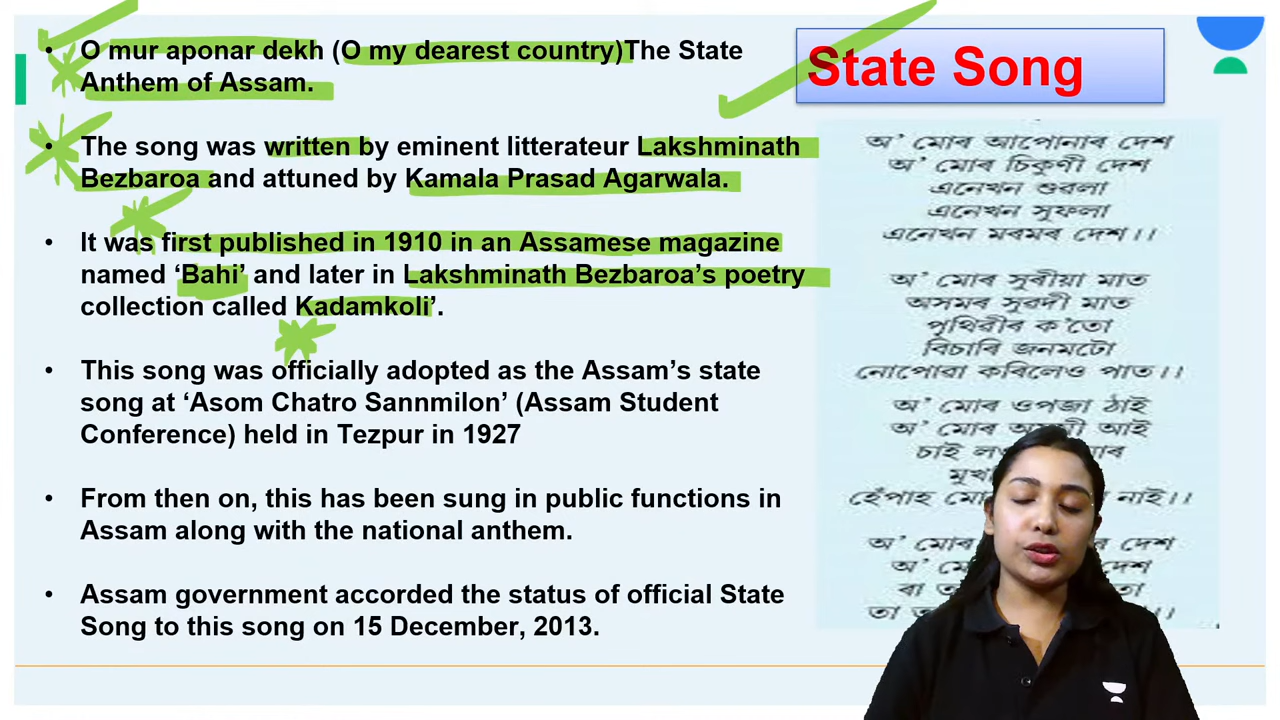 • O mur aponar dekh (O my dearest country)The State
Anthem of Assam.
• The song was written by eminent litterateur Lakshminath
Bezbaroa and attuned by Kamala Prasad Agarwala.
• It was first published in 1910 in an Assamese magazine
named ‘Bahi’ and later in Lakshminath Bezbaroa’s poetry
collection called Kadamkoli’.
• This song was officially adopted as the Assam’s state
song at ‘Asom Chatro Sannmilon’ (Assam Student
Conference) held in Tezpur in 1927
• From then on, this has been sung in public functions in
Assam along with the national anthem.
• Assam government accorded the status of official State
Song to this song on 15 December, 2013.
State Song
অ’ মোৰ আপোনাৰ দেশ
অ’ মোৰ চিকুণী দেশ
এনেখন শুৱলা
এনেখন সুফলা
এনেখন মৰমৰ দেশ।।
অ’ মোৰ সুৰীয়া মাত
অসমৰ সুৱদী মাত
পৃথিৱীৰ ক’তো
বিচাৰি জনমটো
নোপোৱা কৰিলেও পাত।।
অ’ মোৰ ওপজা ঠাই
অ’ মোৰ আই
চাই
হেঁপাহ নাই।।
অ’ মোৰ দেশ
অ’ দেশ